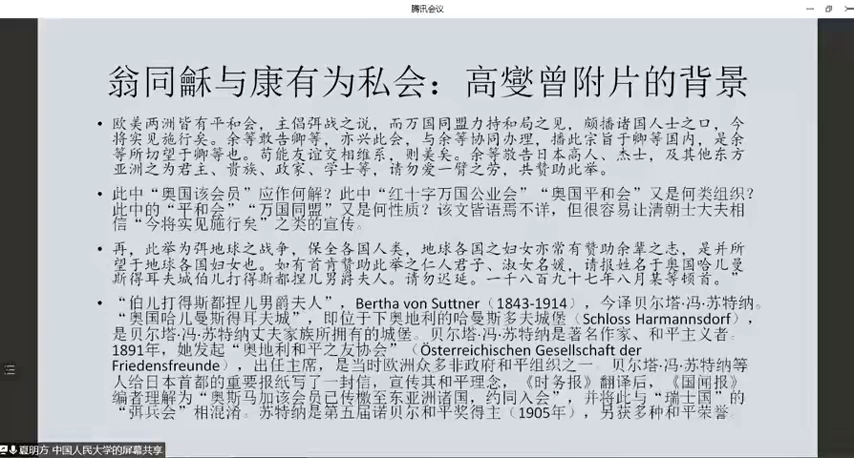 腾讯会议
翁同龢与康有为私会：高燮曾附片的背景
• 欧美两洲皆有平和会，主倡弭战之说，而万国同盟力持和局之见，颇播诸国人士之口，今
将实见施行矣。余等敢告卿等，亦兴此会，与余等协同办理，播此宗旨于卿等国内，是余
等所切望于卿等也。苟能友谊交相维系，则美矣。余等敬告日本高人、杰士，及其他东方
亚洲之为君主、贵族、政家、学士等，请勿爱一臂之劳，共赞助此举。
• 此中“奥国该会员”应作何解？此中“红十字万国公业会”“奥国平和会”又是何类组织？
此中的“平和会”“万国同盟”又是何性质？该文皆语焉不详，但很容易让清朝士大夫相
信“今将实见施行矣”之类的宣传。
• 再，此举为弭地球之战争，保全各国人类，地球各国之妇女亦常有赞助余辈之志，是并所
望于地球各国妇女也。如有首肯赞助此举之仁人君子、淑女名媛，请报姓名于奥国哈儿曼
斯得耳夫城伯儿打得斯都捏儿男爵夫人。请勿迟延。一千八百九十七年八月某等顿首。”
• “伯儿打得斯都捏儿男爵夫人”，Bertha von Suttner（1843-1914），今译贝尔塔·冯·苏特纳。
“奥国哈儿曼斯得耳夫城”，即位于下奥地利的哈曼斯多夫城堡（Schloss Harmannsdorf），
是贝尔塔·冯·苏特纳丈夫家族所拥有的城堡。贝尔塔·冯·苏特纳是著名作家、和平主义者。
1891年，她发起“奥地利和平之友协会”（Österreichischen Gesellschaft der
Friedensfreunde），出任主席，是当时欧洲众多非政府和平组织之一。贝尔塔·冯·苏特纳等
人给日本首都的重要报纸写了一封信，宣传其和平理念，《时务报》翻译后，《国闻报》
编者理解为“奥斯马加该会员已传檄至东亚洲诸国，约同入会”，并将此与“瑞士国”的
“弭兵会”相混淆。苏特纳是第五届诺贝尔和平奖得主（1905年），另获多种和平荣誉。
夏明方 中国人民大学的屏幕共享